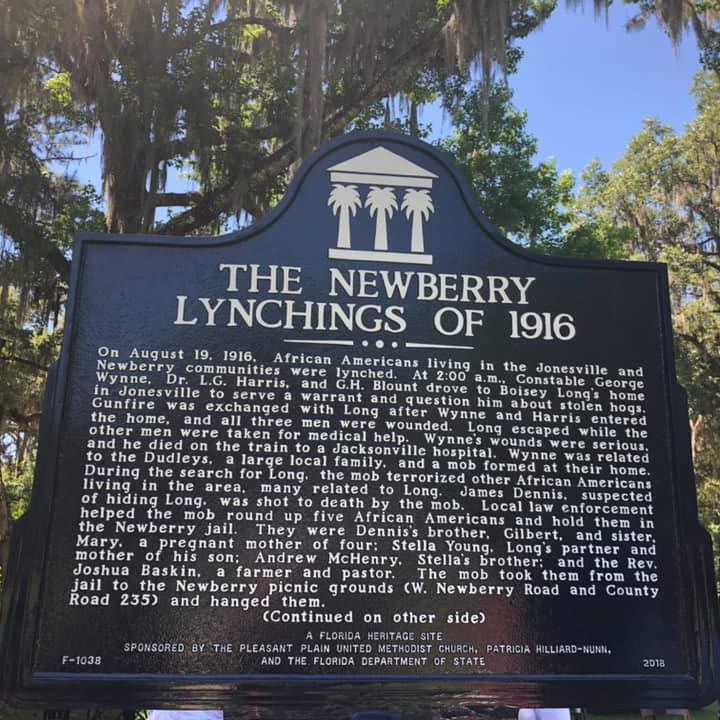 THE NEWBERRY
LYNCHINGS OF 1916
On August 19, 1916, African Americans living in the Jonesville and
Newberry communities were lynched. At 2:00 a.m., Constable George
Wynne, Dr. L.G. Harris, and G.H. Blount drove to Boisey Long's home
in Jonesville to serve a warrant and question him about stolen hogs.
Gunfire was exchanged with Long after Wynne and Harris entered
the home, and all three men were wounded. Long escaped while the
other men were taken for medical help. Wynne's wounds were serious,
and he died on the train to a Jacksonville hospital. Wynne was related
to the Dudleys, a large local family, and a mob formed at their home.
During the search for Long, the mob terrorized other African Americans
living in the area, many related to Long. James Dennis, suspected
of hiding Long, was shot to death by the mob. Local law enforcement
helped the mob round up five African Americans and hold them in
the Newberry jail. They were Dennis's brother, Gilbert, and sister,
Mary, a pregnant mother of four; Stella Young, Long's partner and
mother of his son; Andrew McHenry, Stella's brother; and the Rev.
Joshua Baskin, a farmer and pastor. The mob took them from the
jail to the Newberry picnic grounds (W. Newberry Road and County
Road 235) and hanged them.
(Continued on other side)
A FLORIDA HERITAGE SITE
SPONSORED BY THE PLEASANT PLAIN UNITED METHODIST CHURCH, PATRICIA HILLIARD-NUNN,
F-1038 AND THE FLORIDA DEPARTMENT OF STATE 2018